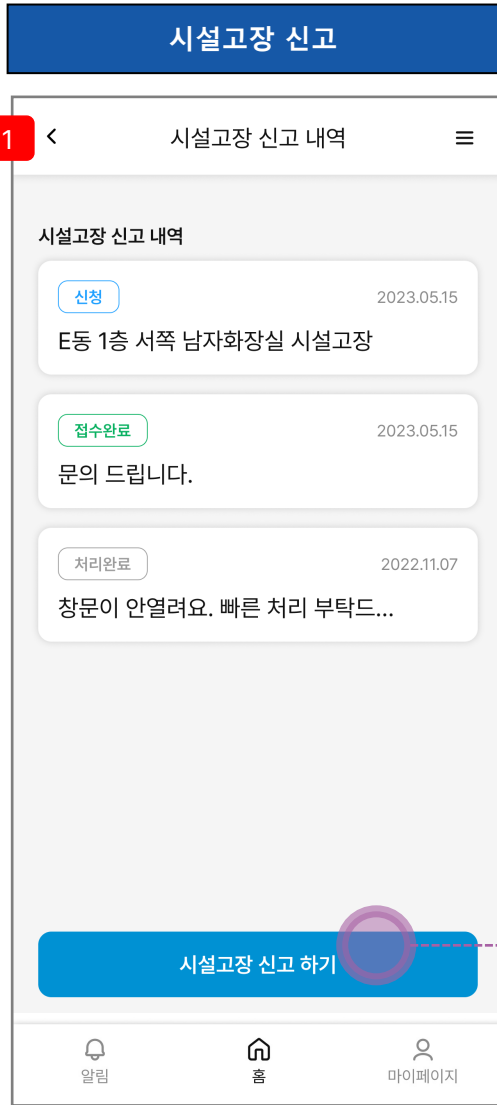 시설고장 신고
1
시설고장 신고 내역
시설고장 신고 내역
신청
2023.05.15
E동 1층 서쪽 남자화장실 시설고장
접수완료
2023.05.15
문의 드립니다.
처리완료
2022.11.07
창문이 안열려요. 빠른 처리 부탁드...
시설고장 신고 하기
알림
홈
마이페이지